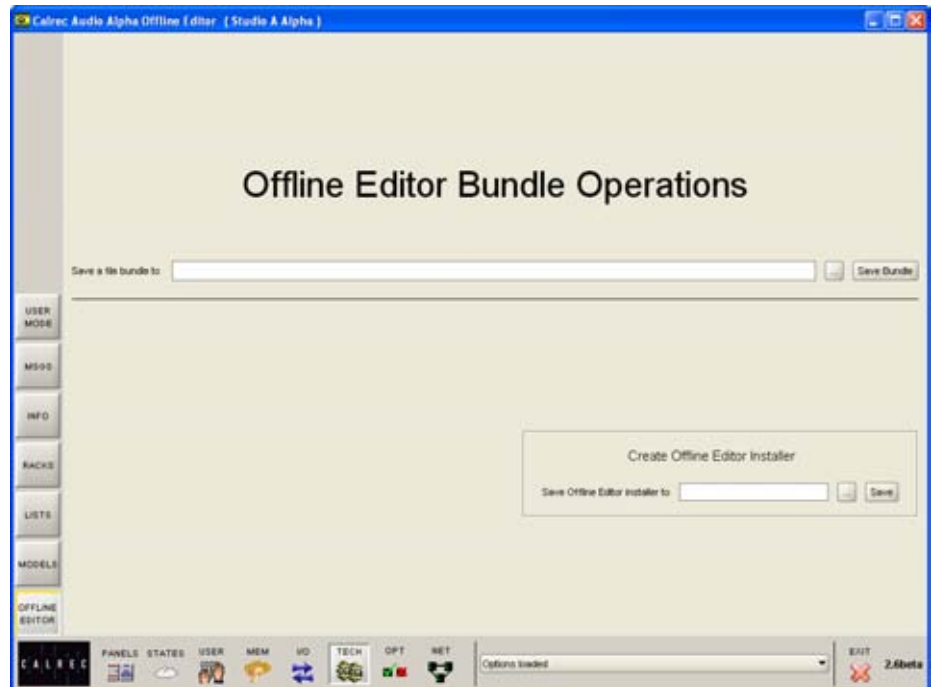 Calrec Audio Alpha Offline Editor ( Studio A Alpha )
Offline Editor Bundle Operations
Save a file bundle to
...
Save Bundle
USER
MODE
MSGS
INFO
RACKS
LISTS
MODELS
OFFLINE
EDITOR
Create Offline Editor Installer
Save Offline Editor installer to
...
Save
CALREC
PANELS STATES USER MEM I/O TECH OPT NET
Options loaded
EXIT
2.6beta